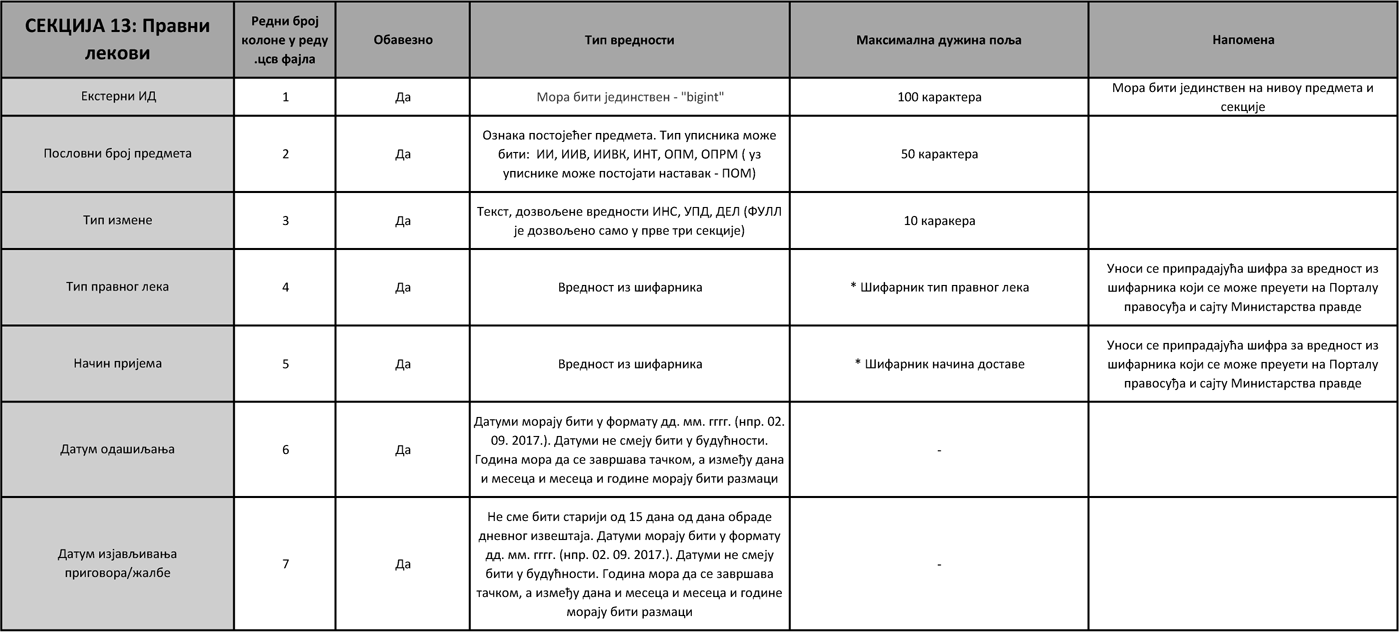 СЕКЦИЈА 13: Правни
лекови
Редни број
колоне у реду
.цсв фајла
Обавезно
Тип вредности
Максимална дужина поља
Напомена
Екстерни ИД
1
Да
Мора бити јединствен - "bigint"
100 карактера
Мора бити јединствен на нивоу предмета и
секције
Пословни број предмета
2
Да
Ознака постојећег предмета. Тип уписника може
бити:  ИИ, ИИВ, ИИВК, ИНТ, ОПМ, ОПРМ ( уз
уписнике може постојати наставак - ПОМ)
50 карактера
Тип измене
3
Да
Текст, дозвољене вредности ИНС, УПД, ДЕЛ (ФУЛЛ
је дозвољено само у прве три секције)
10 каракера
Тип правног лека
4
Да
Вредност из шифарника
* Шифарник тип правног лека
Уноси се припрадајућа шифра за вредност из
шифарника који се може преуети на Порталу
правосуђа и сајту Министарства правде
Начин пријема
5
Да
Вредност из шифарника
* Шифарник начина доставе
Уноси се припрадајућа шифра за вредност из
шифарника који се може преуети на Порталу
правосуђа и сајту Министарства правде
Датум одашиљања
6
Да
Датуми морају бити у формату дд. мм. гггг. (нпр. 02.
09. 2017.). Датуми не смеју бити у будућности.
Година мора да се завршава тачком, а између дана
и месеца и месеца и године морају бити размаци
-
Датум изјављивања
приговора/жалбе
7
Да
Не сме бити старији од 15 дана од дана обраде
дневног извештаја. Датуми морају бити у формату
дд. мм. гггг. (нпр. 02. 09. 2017.). Датуми не смеју
бити у будућности. Година мора да се завршава
тачком, а између дана и месеца и месеца и године
морају бити размаци
-